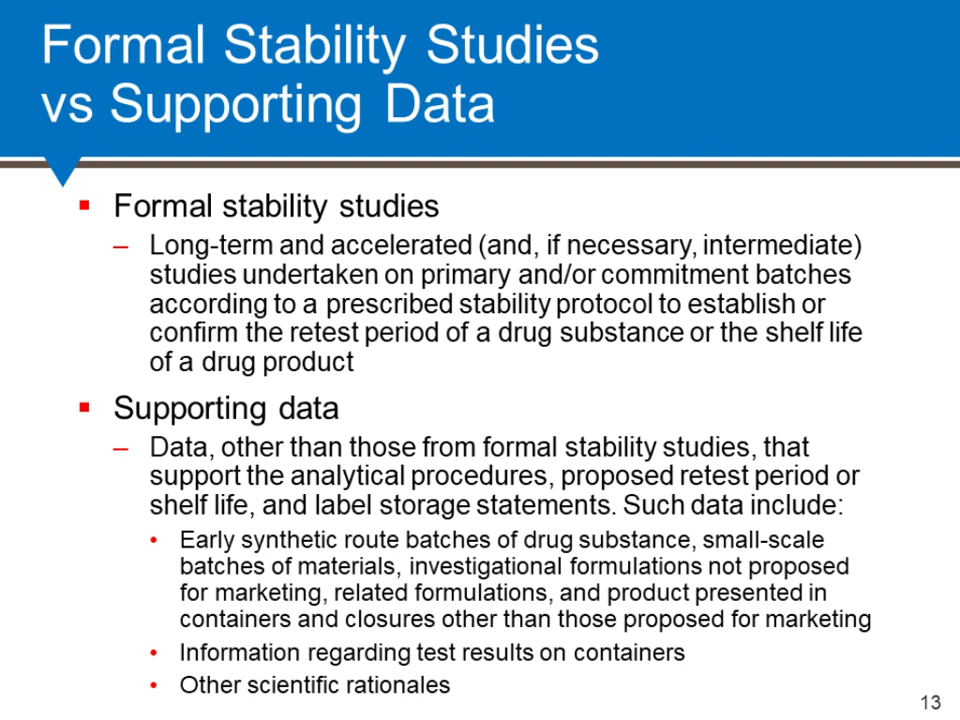 Formal Stability Studies
vs Supporting Data
▪ Formal stability studies
– Long-term and accelerated (and, if necessary, intermediate)
studies undertaken on primary and/or commitment batches
according to a prescribed stability protocol to establish or
confirm the retest period of a drug substance or the shelf life
of a drug product
▪ Supporting data
– Data, other than those from formal stability studies, that
support the analytical procedures, proposed retest period or
shelf life, and label storage statements. Such data include:
• Early synthetic route batches of drug substance, small-scale
batches of materials, investigational formulations not proposed
for marketing, related formulations, and product presented in
containers and closures other than those proposed for marketing
• Information regarding test results on containers
• Other scientific rationales
13